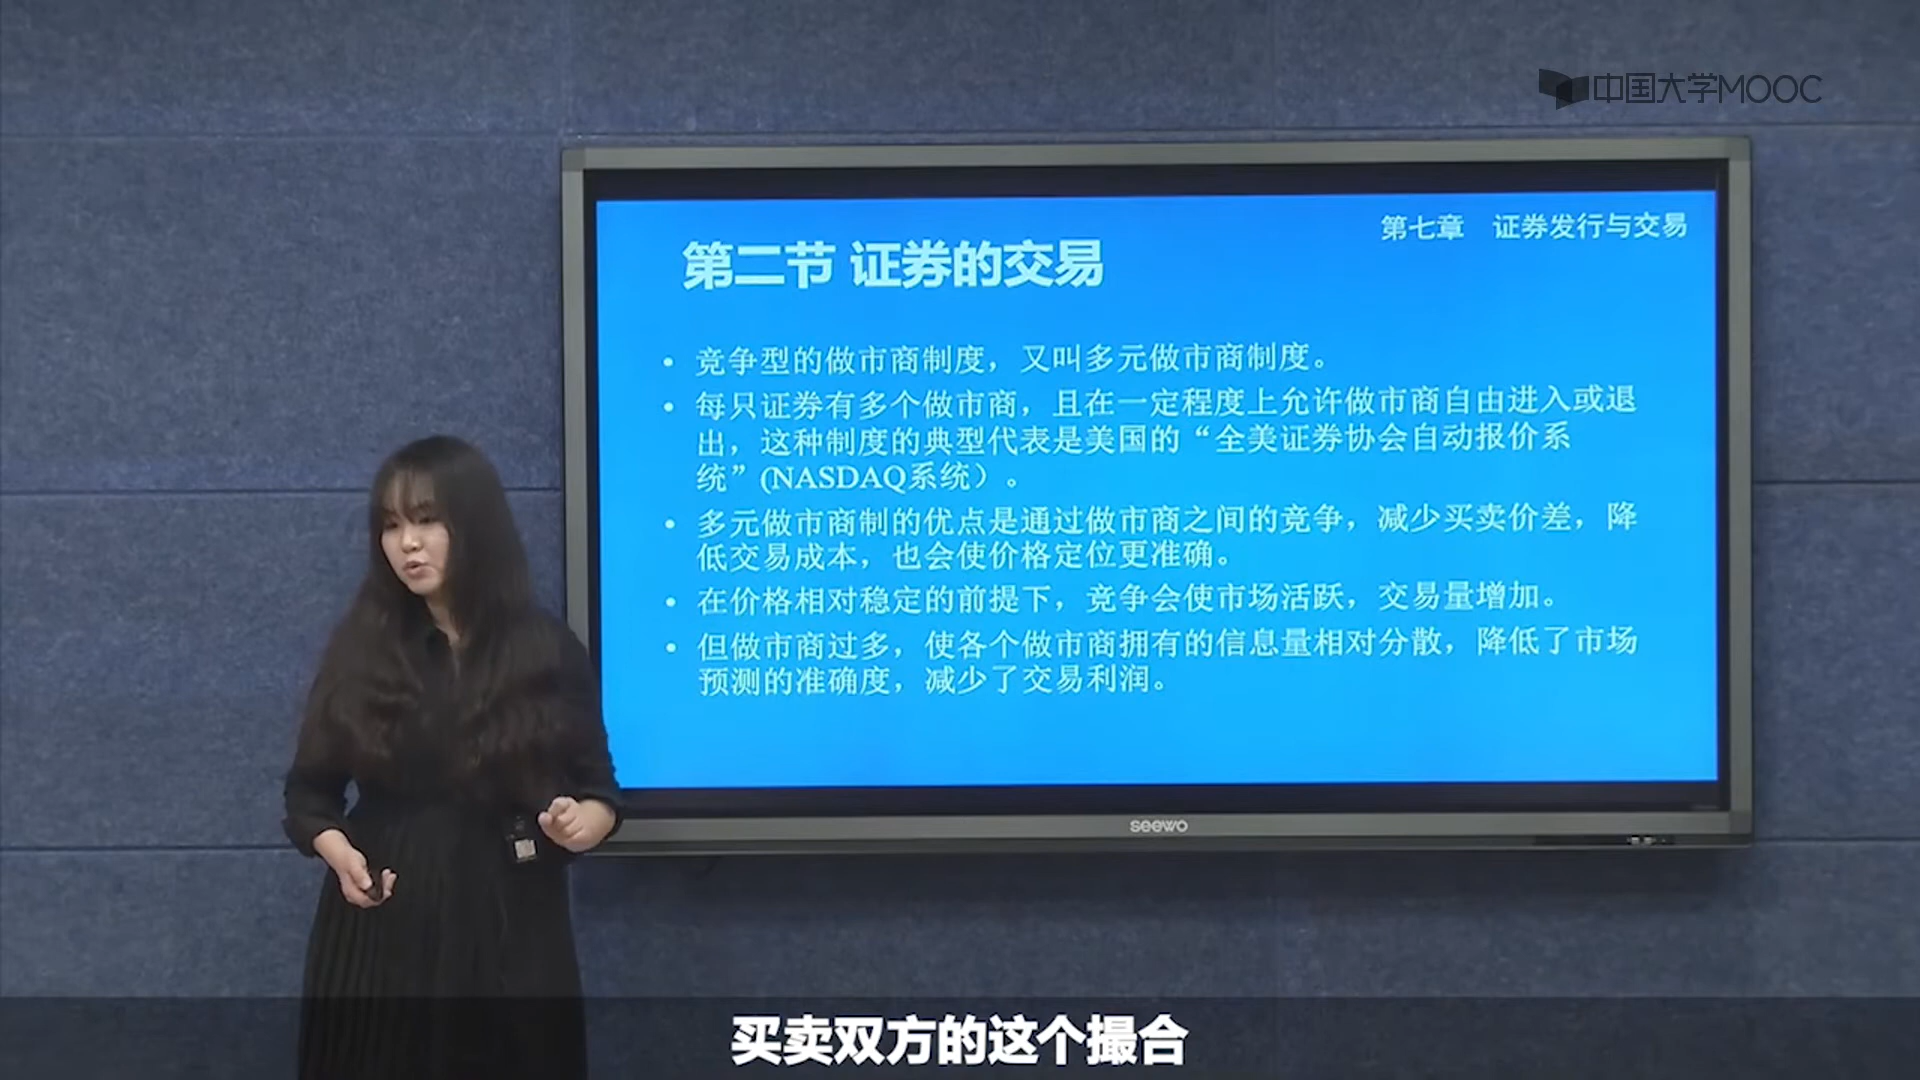 中国大学MOOC
第七章 证券发行与交易
第二节 证券的交易
• 竞争型的做市商制度，又叫多元做市商制度。
• 每只证券有多个做市商，且在一定程度上允许做市商自由进入或退
出，这种制度的典型代表是美国的“全美证券协会自动报价系
统”(NASDAQ系统）。
• 多元做市商制的优点是通过做市商之间的竞争，减少买卖价差，降
低交易成本，也会使价格定位更准确。
• 在价格相对稳定的前提下，竞争会使市场活跃，交易量增加。
• 但做市商过多，使各个做市商拥有的信息量相对分散，降低了市场
预测的准确度，减少了交易利润。
seewo
买卖双方的这个撮合